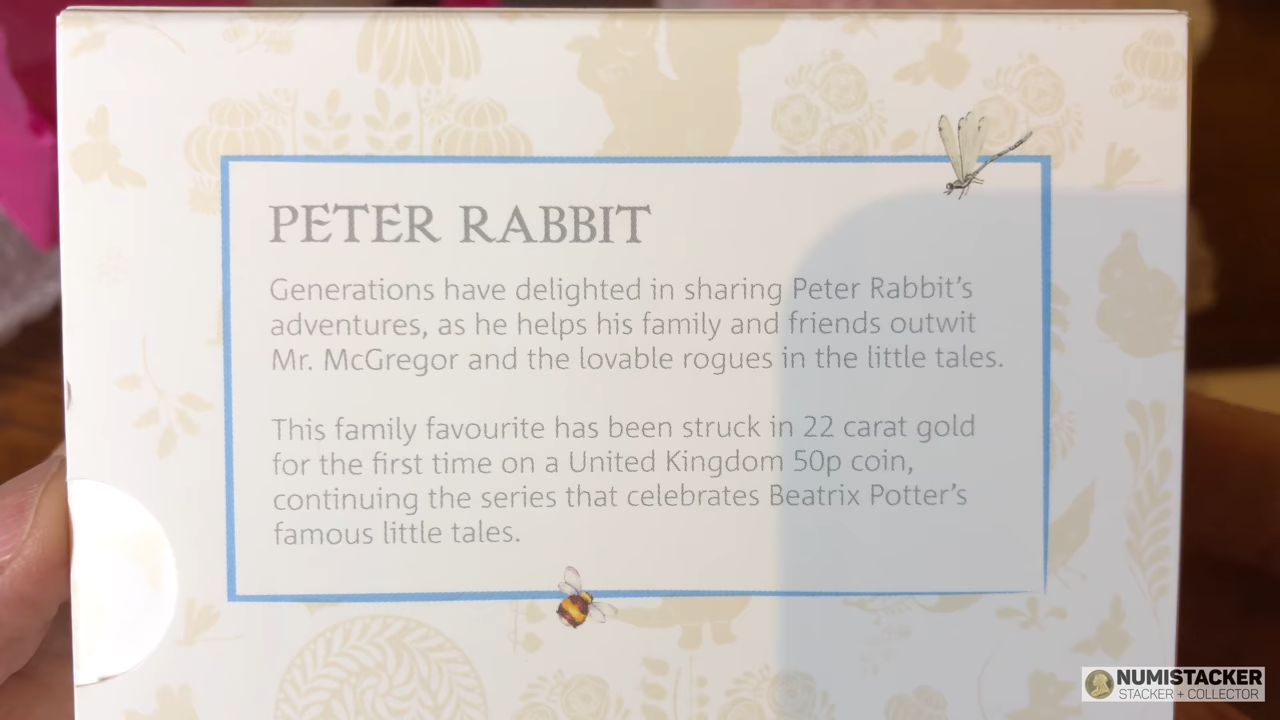 PETER RABBIT
Generations have delighted in sharing Peter Rabbit's
adventures, as he helps his family and friends outwit
Mr. McGregor and the lovable rogues in the little tales.
This family favourite has been struck in 22 carat gold
for the first time on a United Kingdom 50p coin,
continuing the series that celebrates Beatrix Potter's
famous little tales.
NUMISTACKER
STACKER + COLLECTOR